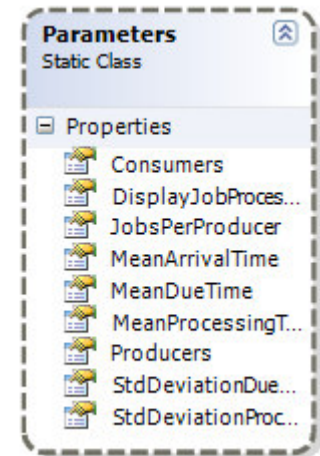 Parameters
Static Class
Properties
Consumers
DisplayJobProces...
JobsPerProducer
MeanArrivalTime
MeanDueTime
MeanProcessingT...
Producers
StdDeviationDue...
StdDeviationProc...